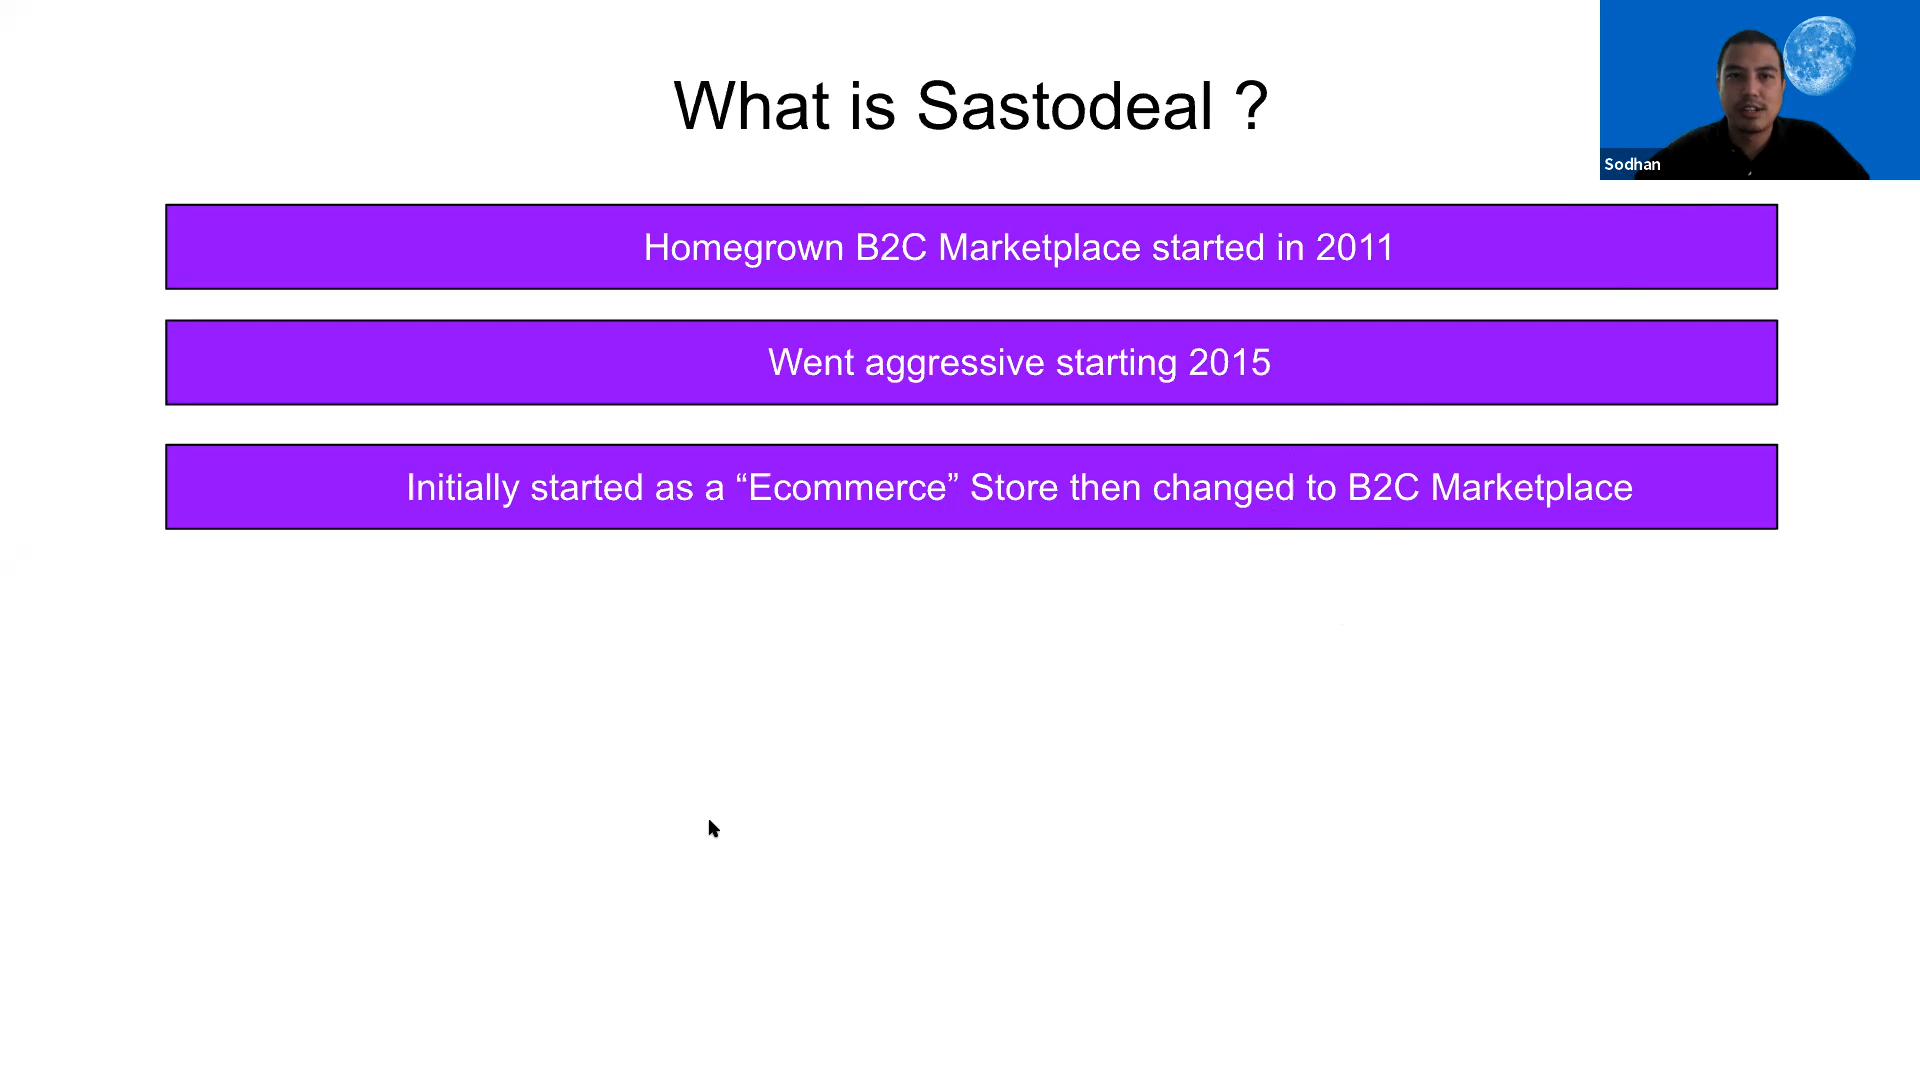 What is Sastodeal ?
Sodhan
Homegrown B2C Marketplace started in 2011
Went aggressive starting 2015
Initially started as a “Ecommerce” Store then changed to B2C Marketplace